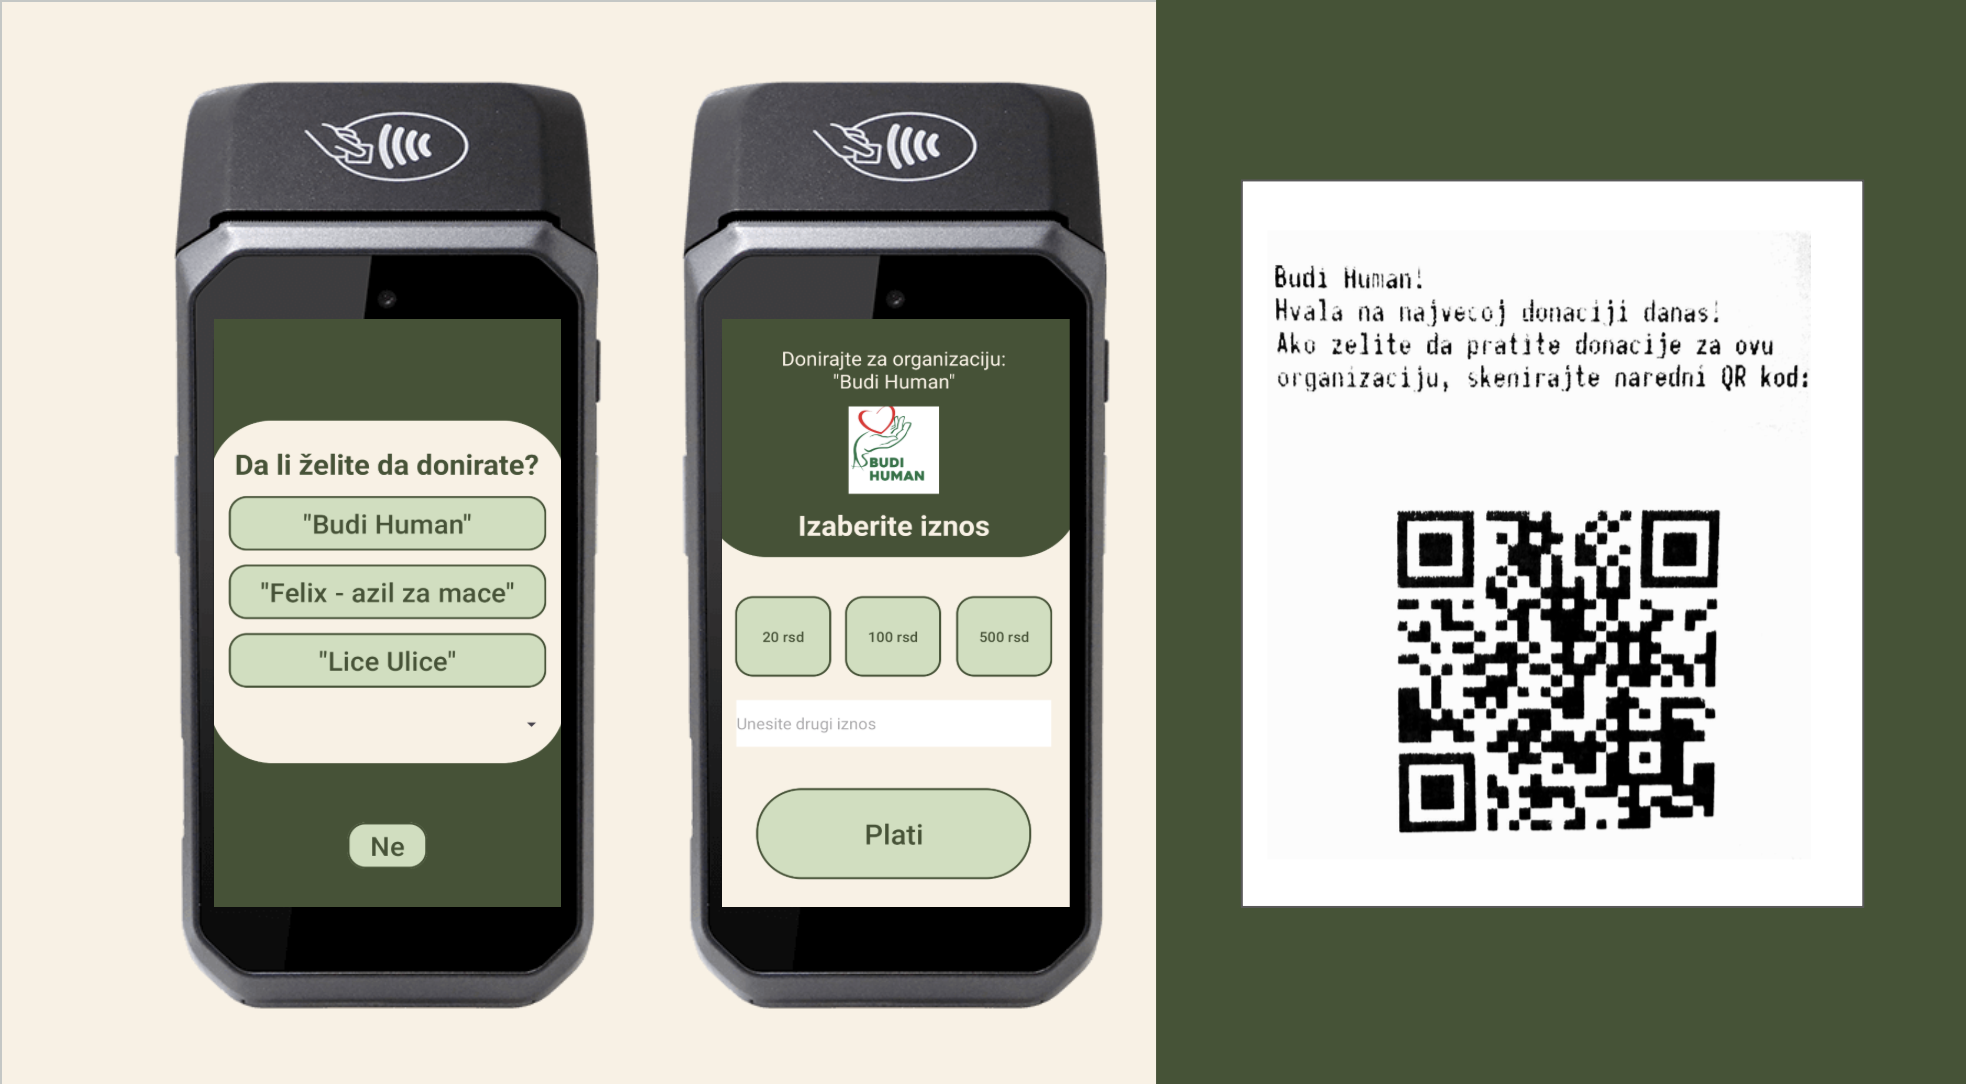 Da li želite da donirate?
"Budi Human"
"Felix - azil za mace"
"Lice Ulice"
Ne
Donirajte za organizaciju:
"Budi Human"
BUDI
HUMAN
Izaberite iznos
20 rsd
100 rsd
500 rsd
Unesite drugi iznos
Plati
Budi Human!
Hvala na najvecoj donaciji danas!
Ako zelite da pratite donacije za ovu
organizaciju, skenirajte naredni QR kod: